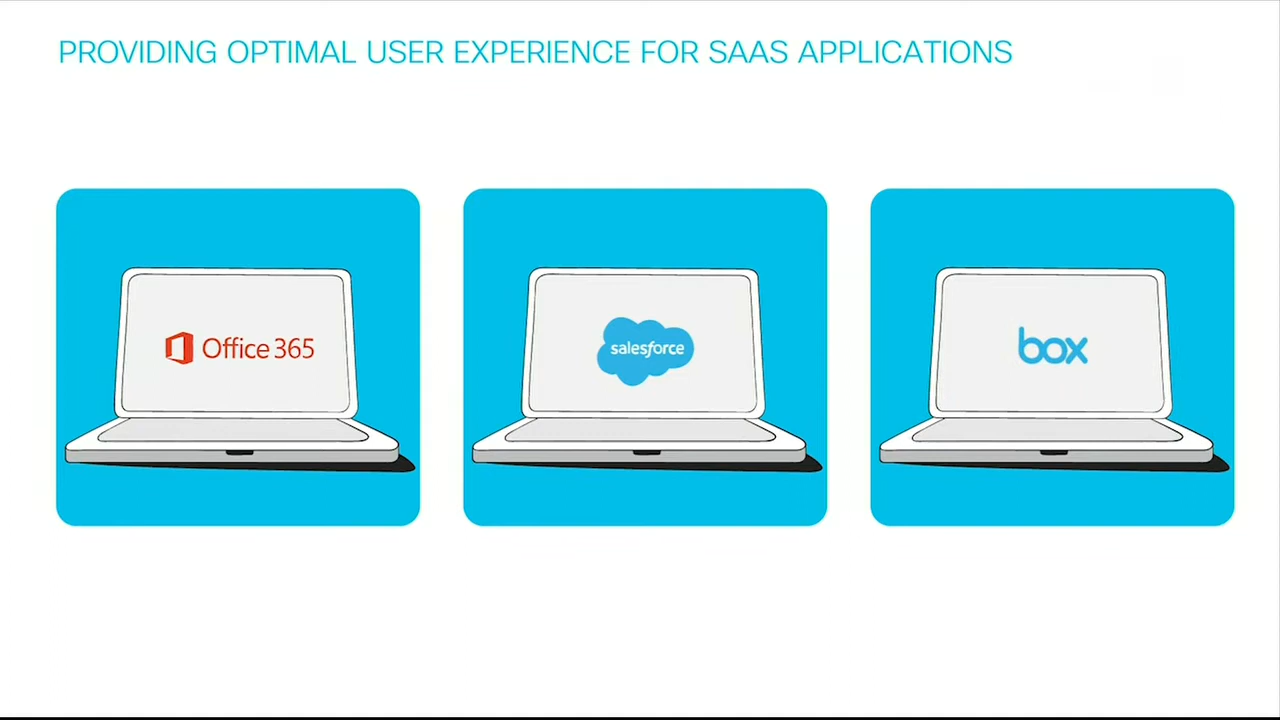 PROVIDING OPTIMAL USER EXPERIENCE FOR SAAS APPLICATIONS
Office 365
salesforce
box